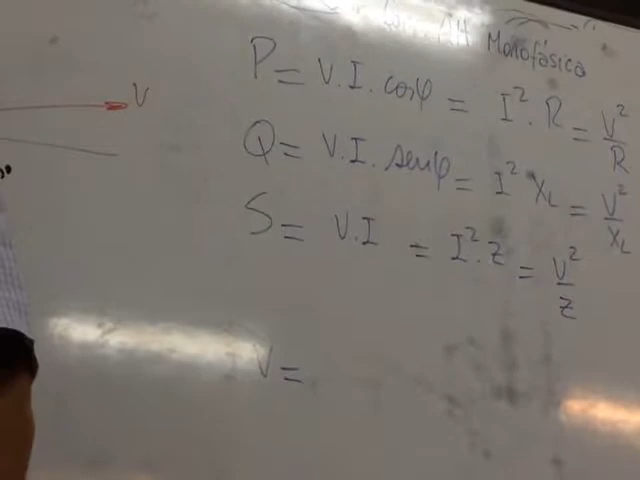 Monofásica
V
P = V.I.cosφ = I².R = V²/R
Q = V.I.senφ = I² X_L = V²/X_L
S = V.I = I².Z = V²/Z
V =